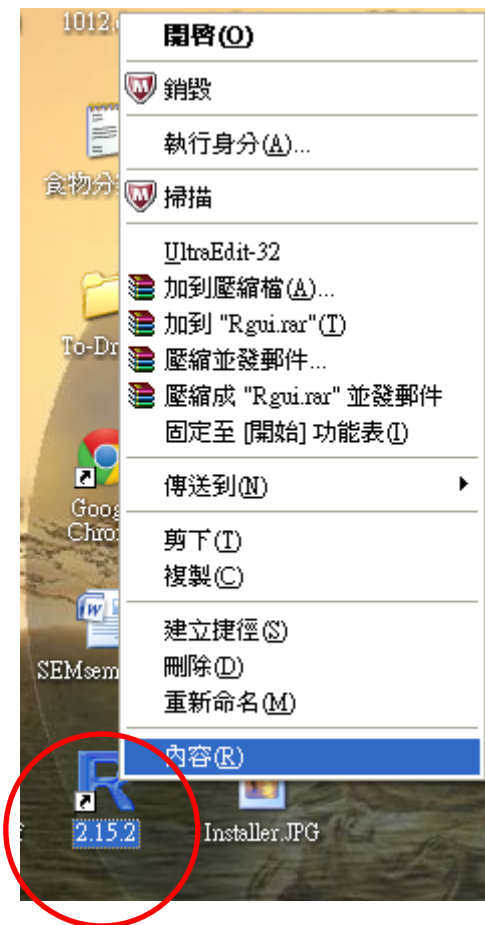 1012.
開啓(O)
銷毀
執行身分(A)...
食物分
掃描
UltraEdit-32
加到壓縮檔(A)...
加到 "Rgui.rar"(T)
To-Dr
壓縮並發郵件...
壓縮成 "Rgui.rar" 並發郵件
固定至 [開始] 功能表(I)
傳送到(N)
Goog
Chro
剪下(T)
複製(C)
建立捷徑(S)
SEMsem
刪除(D)
重新命名(M)
內容(R)
2.15.2
Installer.JPG